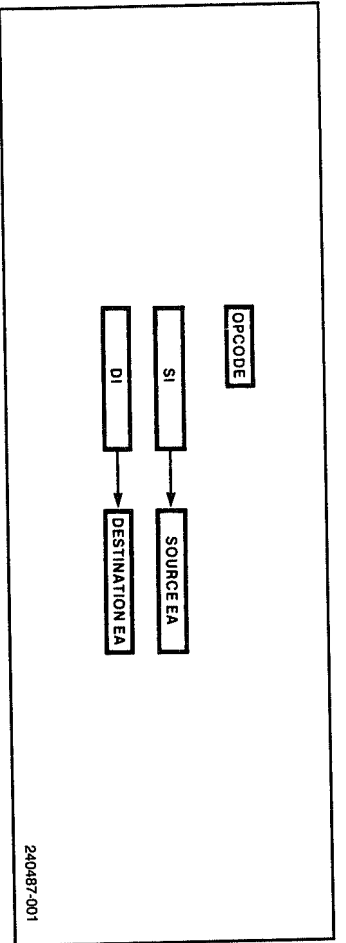 OPCODE
SI
SOURCE EA
DI
DESTINATION EA
240487-001